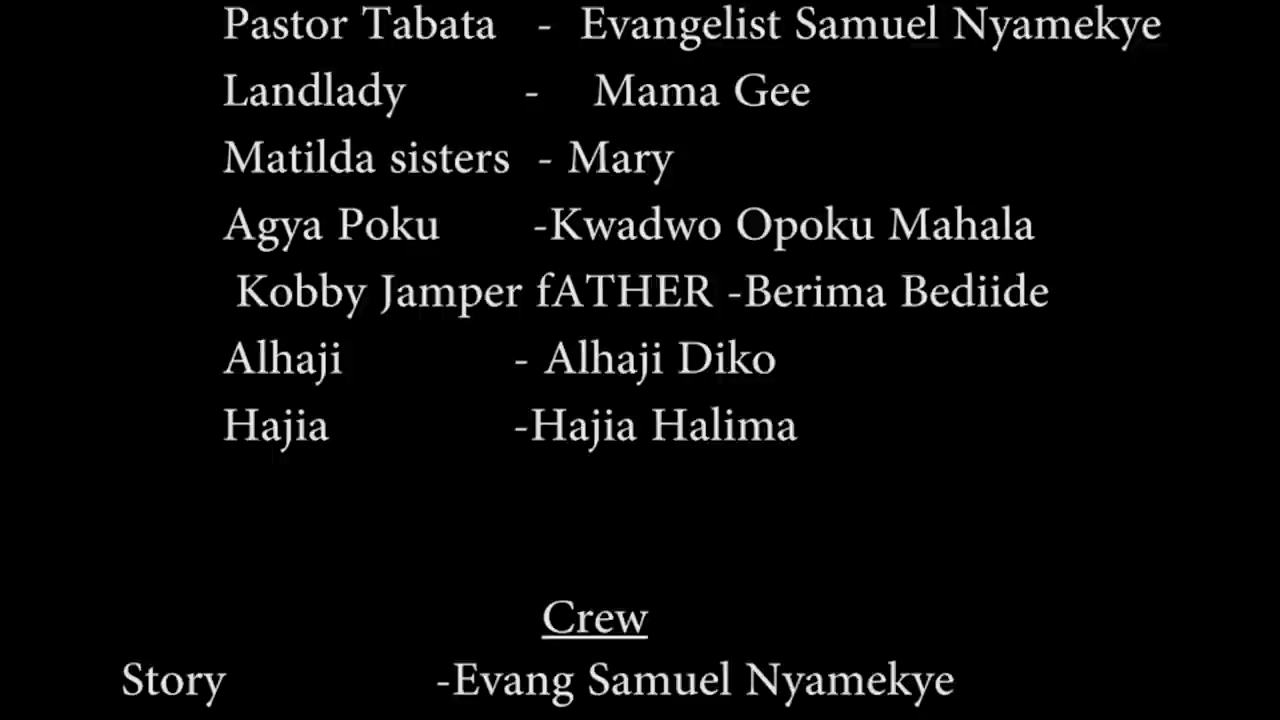 Pastor Tabata - Evangelist Samuel Nyamekye
Landlady - Mama Gee
Matilda sisters - Mary
Agya Poku -Kwadwo Opoku Mahala
Kobby Jamper fATHER -Berima Bediide
Alhaji - Alhaji Diko
Hajia -Hajia Halima
Crew
Story -Evang Samuel Nyamekye